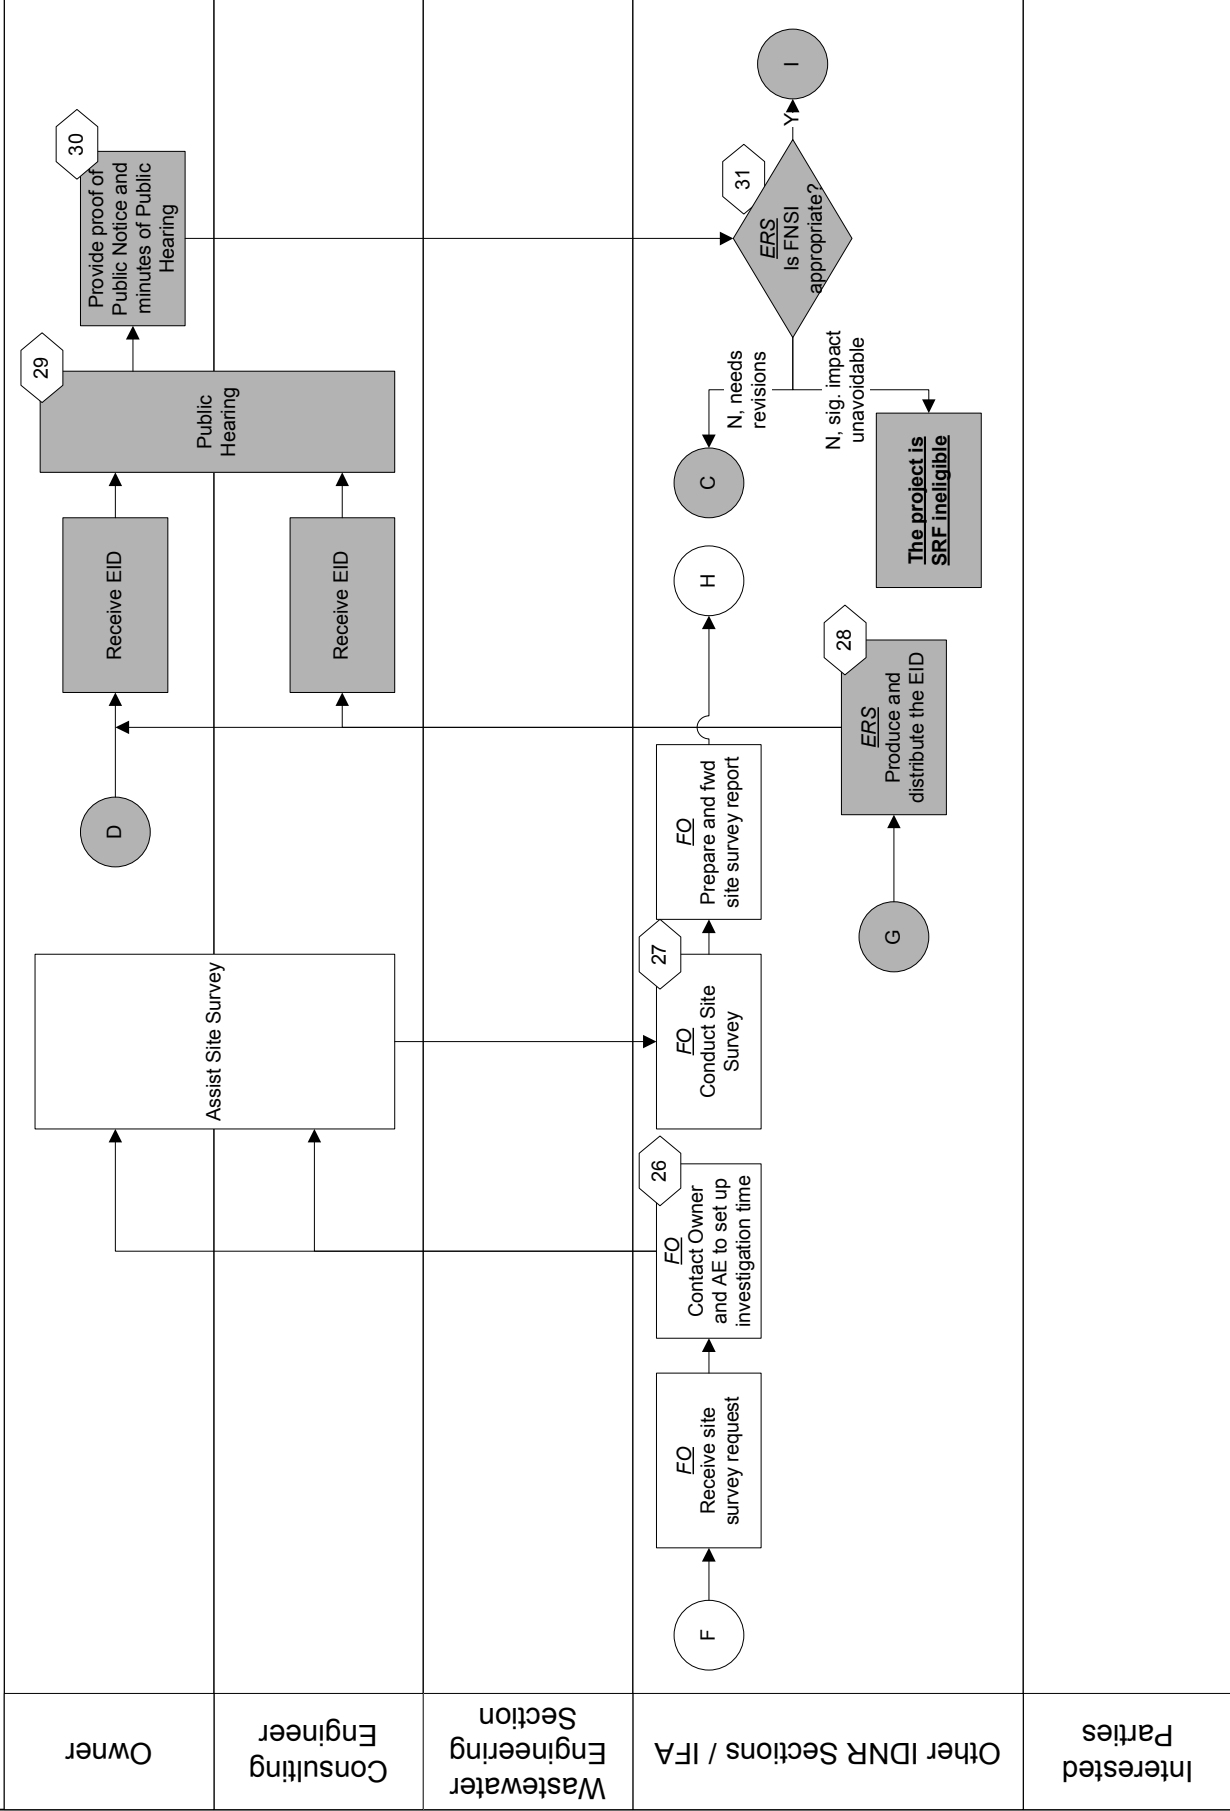 Owner
Consulting
Engineer
Wastewater
Engineering
Section
Other IDNR Sections / IFA
Interested
Parties
F
FO
Receive site
survey request
26
FO
Contact Owner
and AE to set up
investigation time
Assist Site Survey
27
FO
Conduct Site
Survey
FO
Prepare and fwd
site survey report
H
G
28
ERS
Produce and
distribute the EID
D
Receive EID
Receive EID
29
Public
Hearing
30
Provide proof of
Public Notice and
minutes of Public
Hearing
31
ERS
Is FNSI
appropriate?
Y
I
N, needs
revisions
C
N, sig. impact
unavoidable
The project is
SRF ineligible